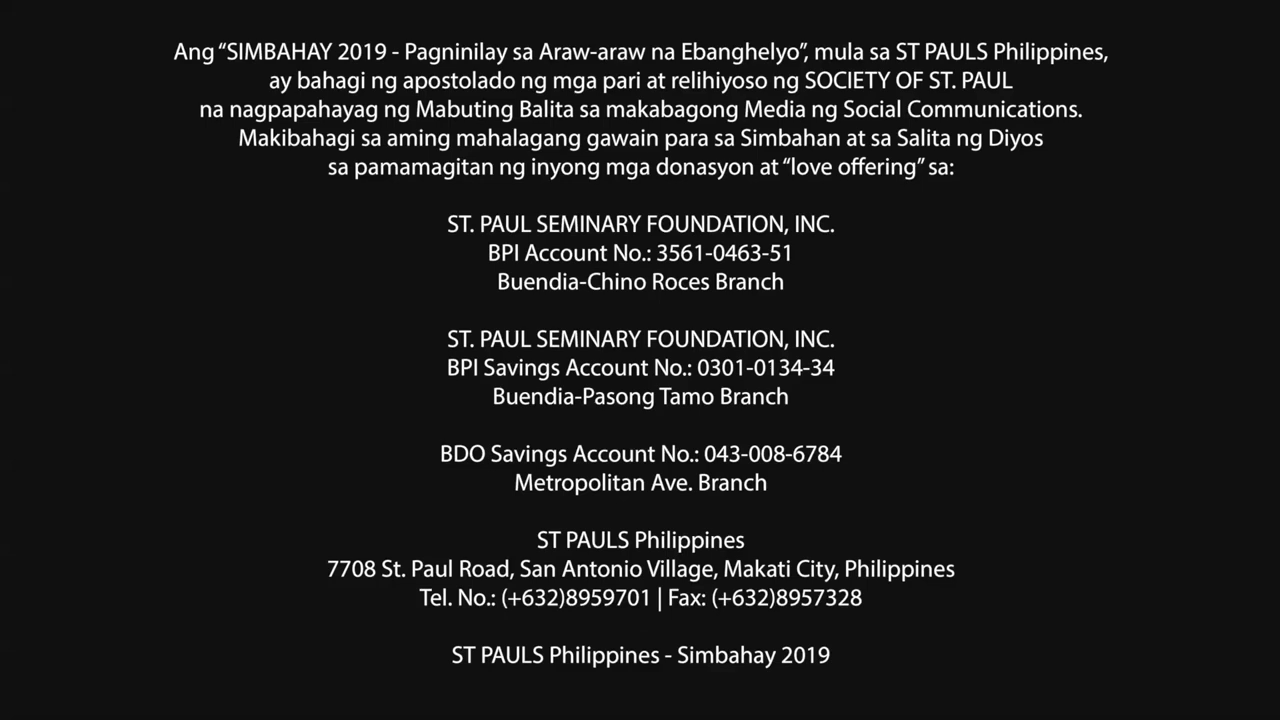 Ang “SIMBAHAY 2019 - Pagninilay sa Araw-araw na Ebanghelyo”, mula sa ST PAULS Philippines,
ay bahagi ng apostolado ng mga pari at relihiyoso ng SOCIETY OF ST. PAUL
na nagpapahayag ng Mabuting Balita sa makabagong Media ng Social Communications.
Makibahagi sa aming mahalagang gawain para sa Simbahan at sa Salita ng Diyos
sa pamamagitan ng inyong mga donasyon at “love offering” sa:
ST. PAUL SEMINARY FOUNDATION, INC.
BPI Account No.: 3561-0463-51
Buendia-Chino Roces Branch
ST. PAUL SEMINARY FOUNDATION, INC.
BPI Savings Account No.: 0301-0134-34
Buendia-Pasong Tamo Branch
BDO Savings Account No.: 043-008-6784
Metropolitan Ave. Branch
ST PAULS Philippines
7708 St. Paul Road, San Antonio Village, Makati City, Philippines
Tel. No.: (+632)8959701 | Fax: (+632)8957328
ST PAULS Philippines - Simbahay 2019